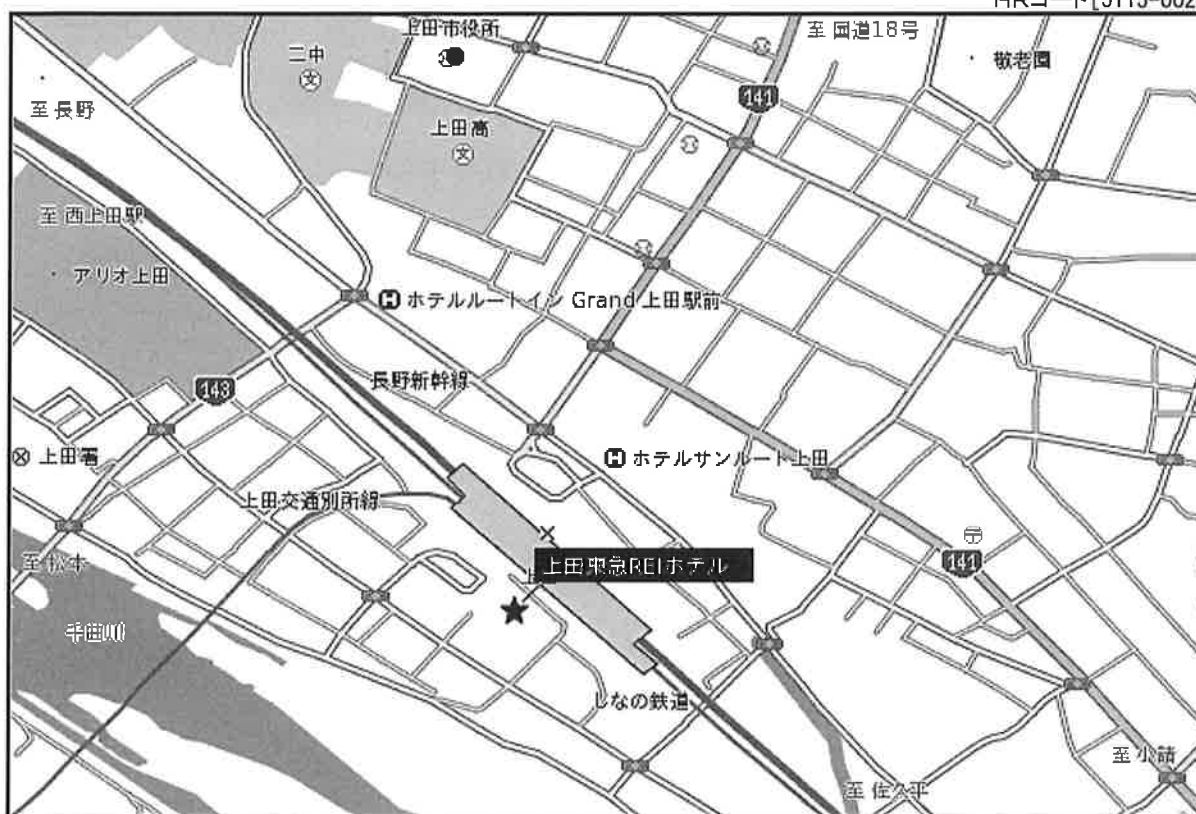 上田市役所
至 国道18号
二中
文
敬老園
至 長野
141
上田高
文
至 西上田駅
アリオ上田
H ホテルルートイン Grand 上田駅前
長野新幹線
143
上田署
H ホテルサンルート上田
上田交通別所線
〒
至 松本
上田東急REIホテル
141
千曲川
しなの鉄道
至 小諸
至 佐久平